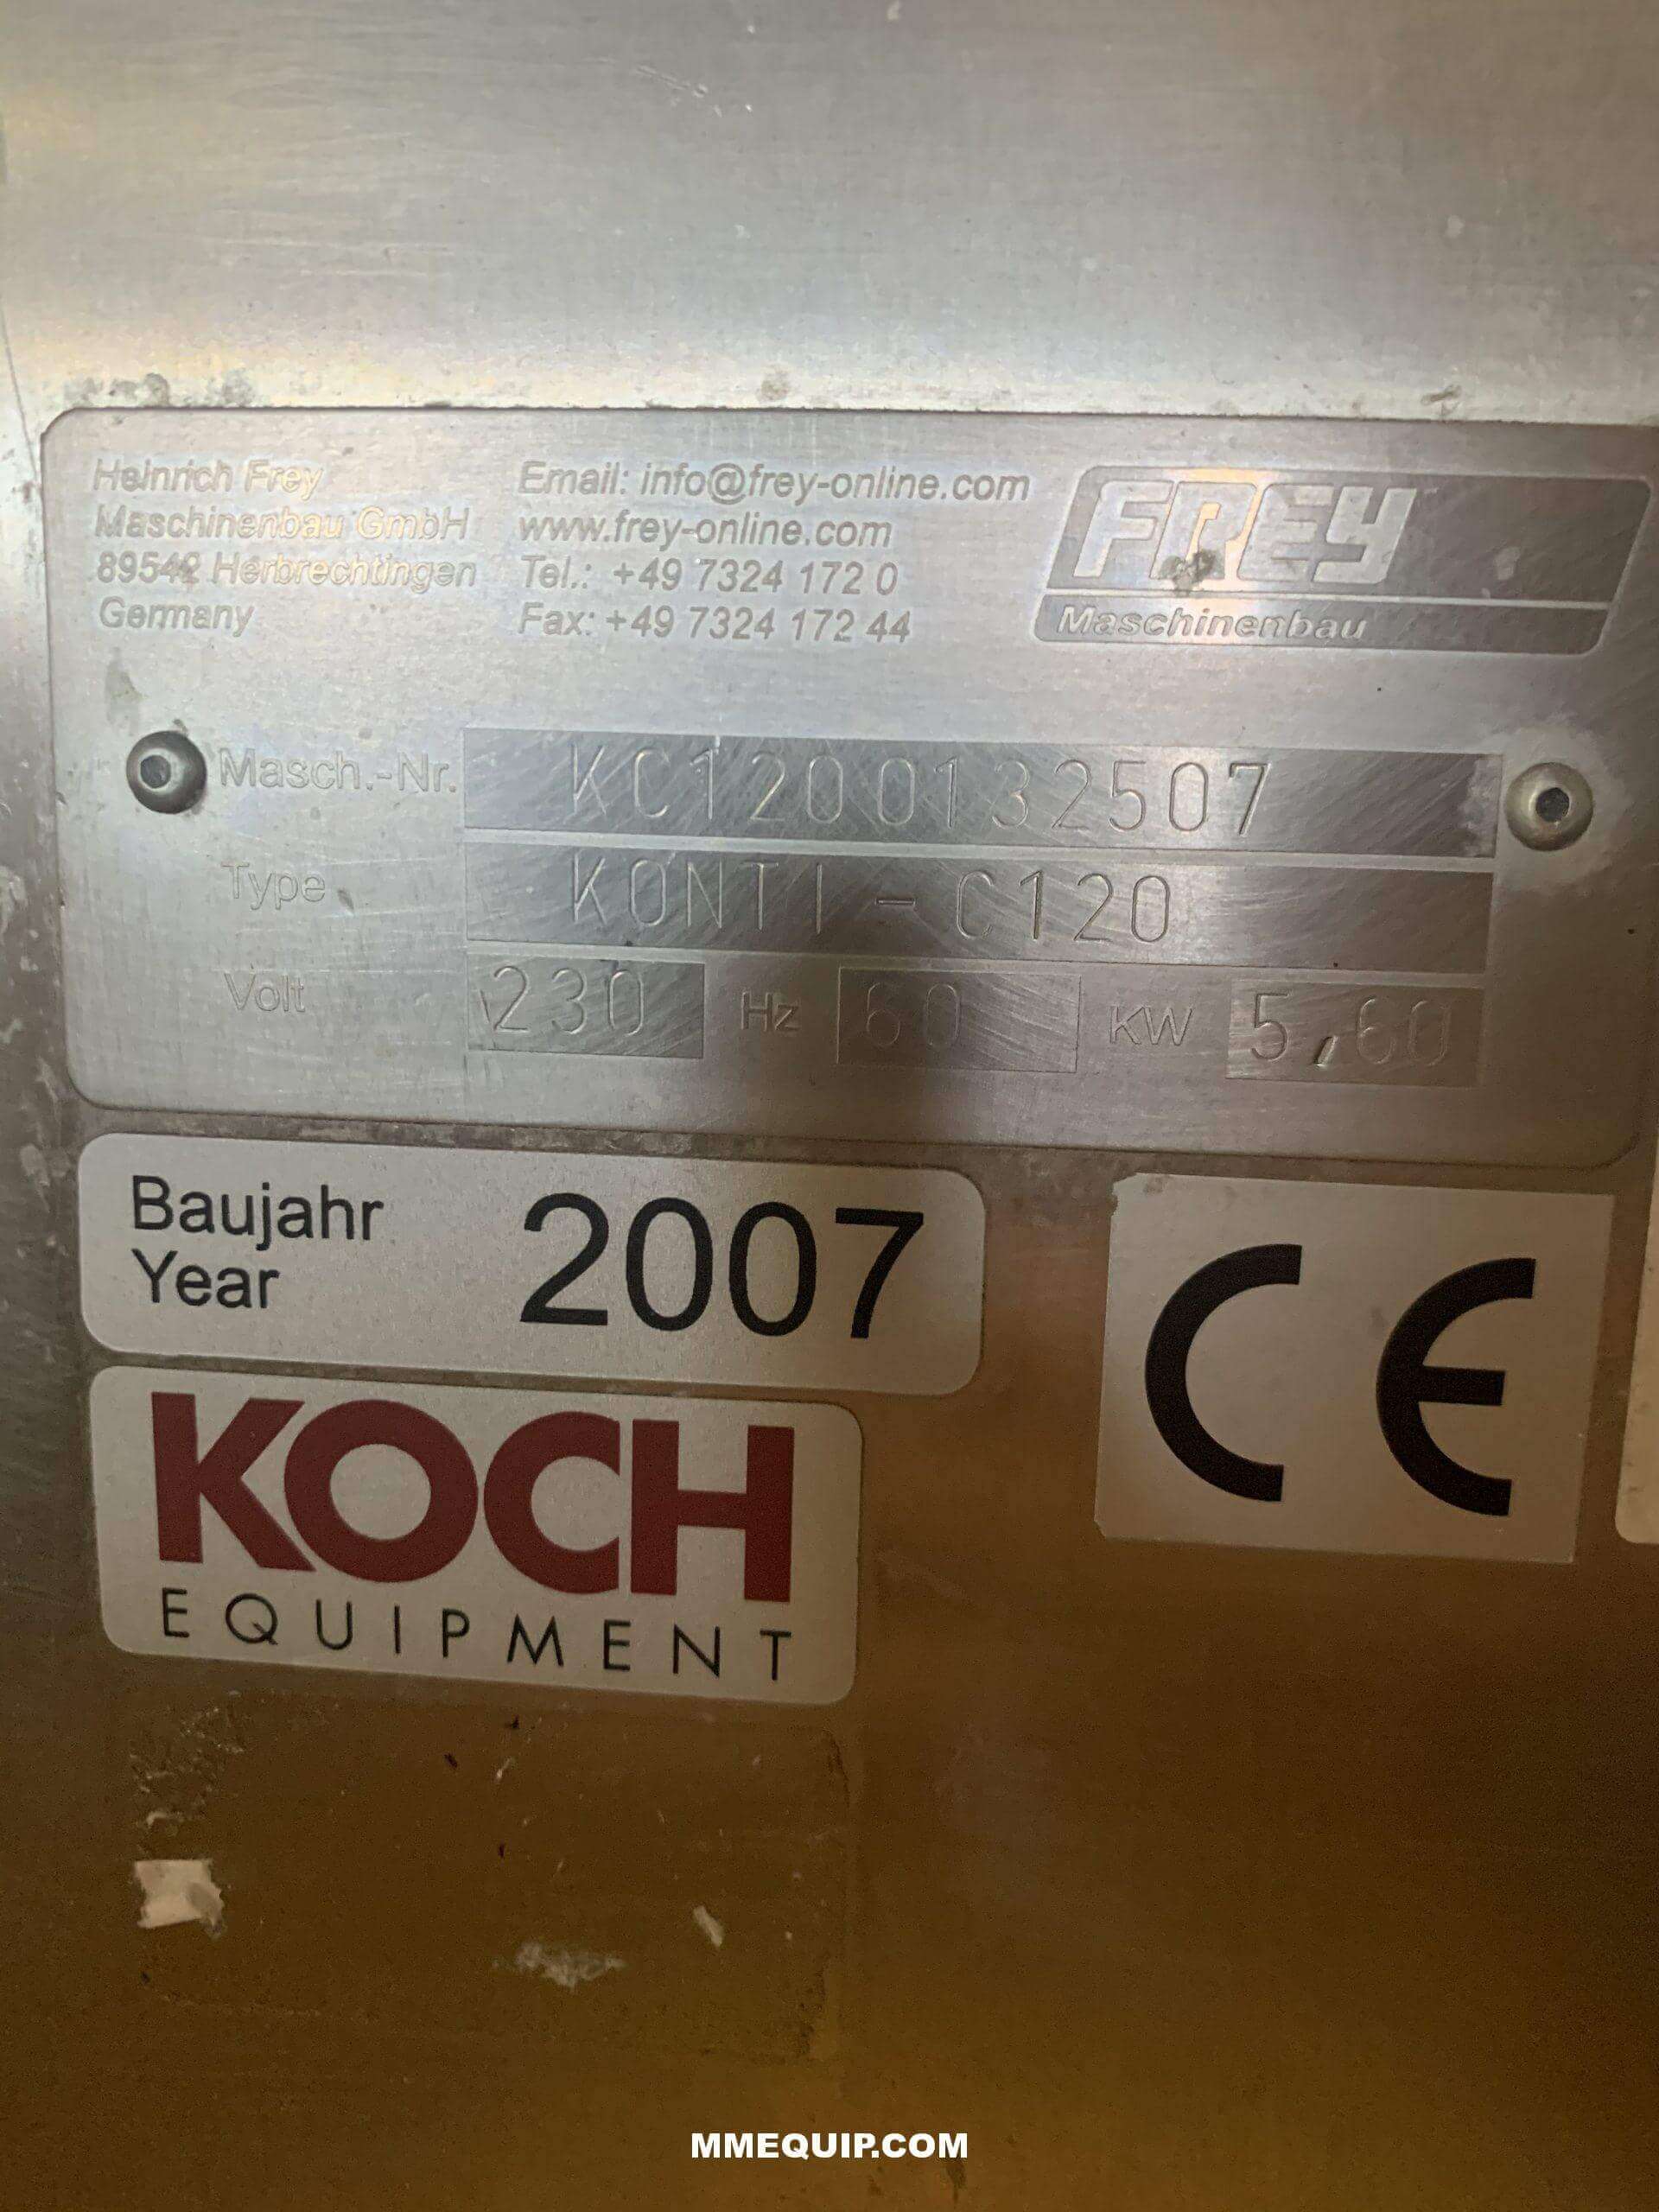 Heinrich Frey
Maschinenbau GmbH
89542 Herbrechtingen
Germany
Email: info@frey-online.com
www.frey-online.com
Tel.: +49 7324 172 0
Fax: +49 7324 172 44
FREY
Maschinenbau
Masch.-Nr. KC1200132507
Type KONTI-C120
Volt 230 Hz 60 KW 5,60
Baujahr
Year 2007
CE
KOCH
EQUIPMENT
MMEQUIP.COM